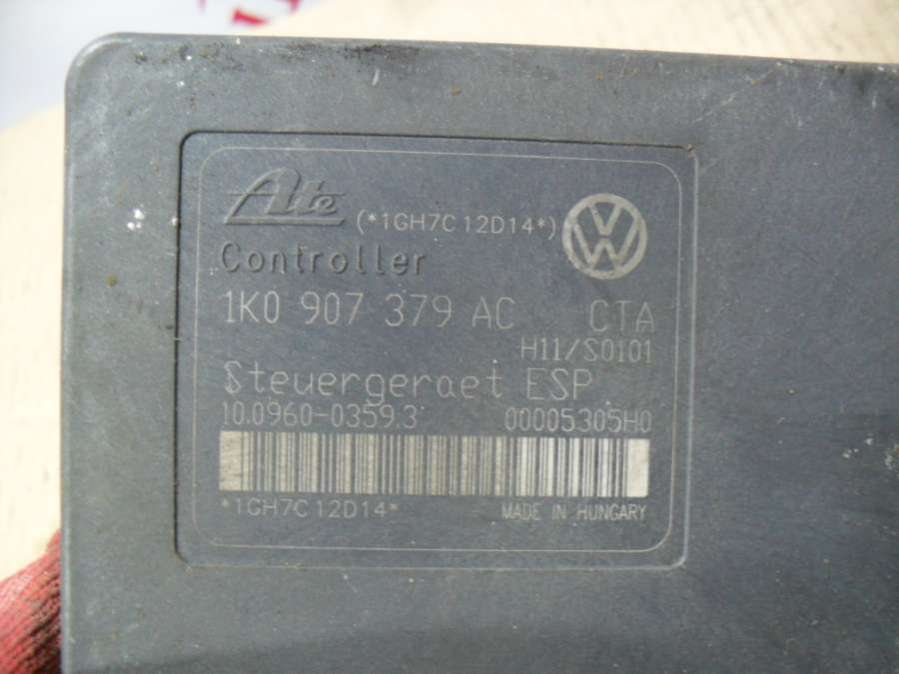 Ate (*1GH7C12D14*) VW
Controller
1K0 907 379 AC CTA
H11/S0101
Steuergeraet ESP
10.0960-0359.3 00005305H0
*1GH7C12D14* MADE IN HUNGARY